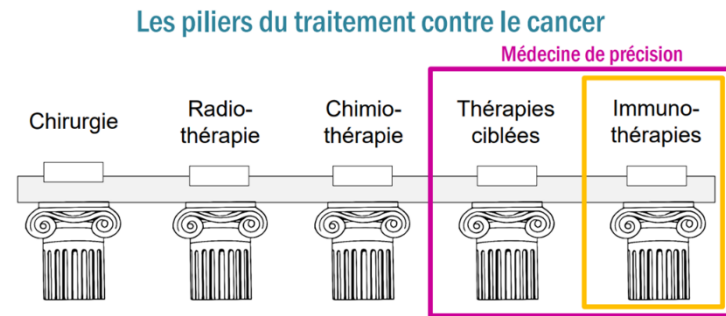 Les piliers du traitement contre le cancer
Médecine de précision
Chirurgie
Radio-
thérapie
Chimio-
thérapie
Thérapies
ciblées
Immuno-
thérapies